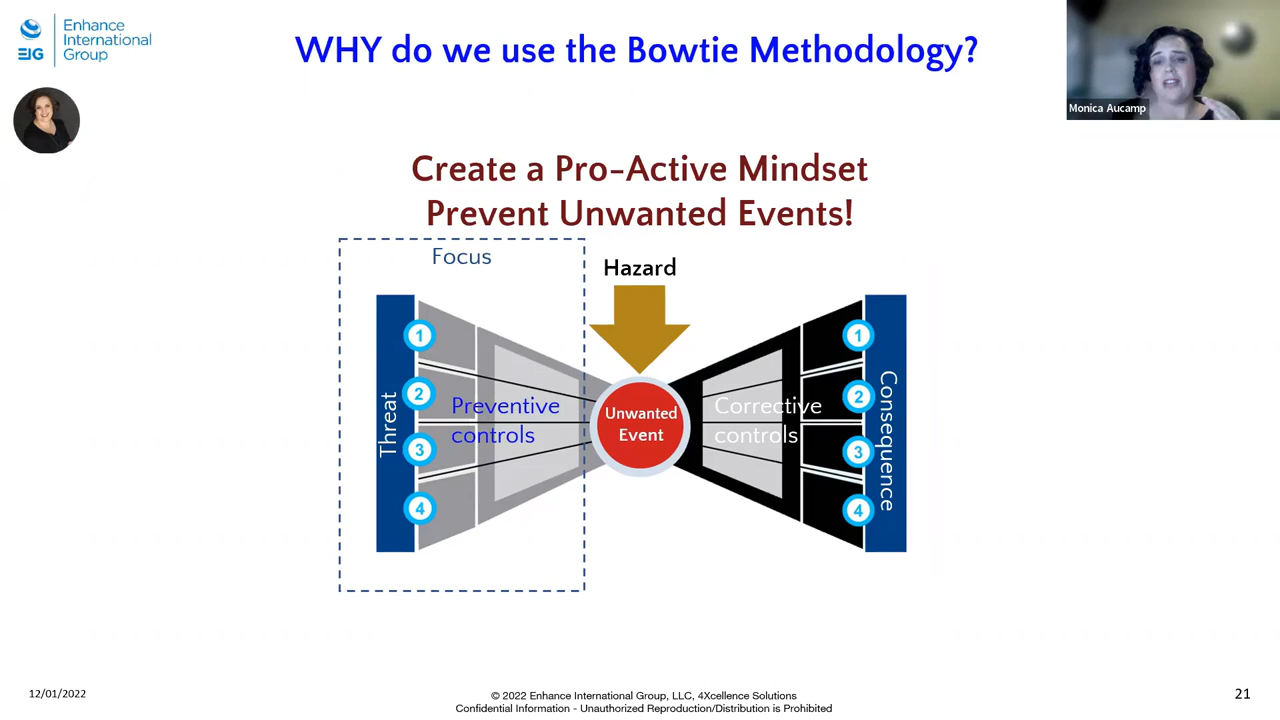 Enhance
International
Group
EIG
WHY do we use the Bowtie Methodology?
Monica Aucamp
Create a Pro-Active Mindset
Prevent Unwanted Events!
Focus
Hazard
Threat
1
2
3
4
Preventive
controls
Unwanted
Event
Corrective
controls
1
2
3
4
Consequence
12/01/2022
© 2022 Enhance International Group, LLC, 4Xcellence Solutions
Confidential Information - Unauthorized Reproduction/Distribution is Prohibited
21